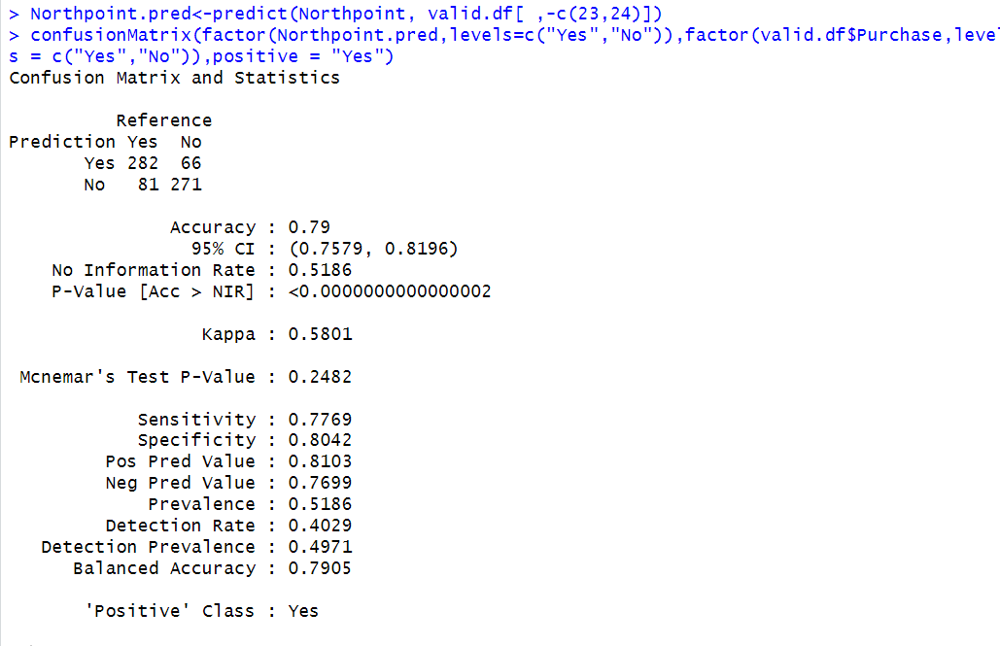 > Northpoint.pred<-predict(Northpoint, valid.df[ ,-c(23,24)])
> confusionMatrix(factor(Northpoint.pred,levels=c("Yes","No")),factor(valid.df$Purchase,level
s = c("Yes","No")),positive = "Yes")
Confusion Matrix and Statistics
Reference
Prediction Yes No
Yes 282 66
No 81 271
Accuracy : 0.79
95% CI : (0.7579, 0.8196)
No Information Rate : 0.5186
P-Value [Acc > NIR] : <0.0000000000000002
Kappa : 0.5801
Mcnemar's Test P-Value : 0.2482
Sensitivity : 0.7769
Specificity : 0.8042
Pos Pred Value : 0.8103
Neg Pred Value : 0.7699
Prevalence : 0.5186
Detection Rate : 0.4029
Detection Prevalence : 0.4971
Balanced Accuracy : 0.7905
'Positive' Class : Yes